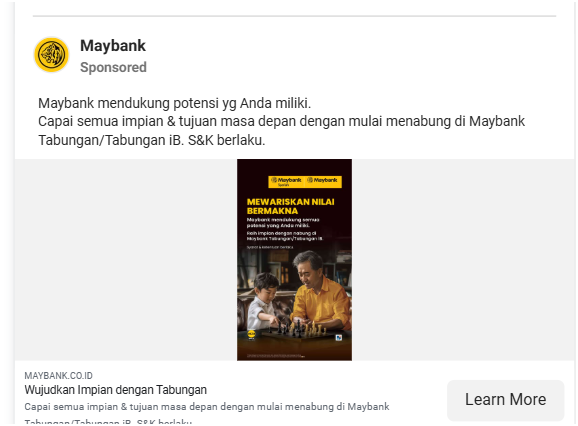 Maybank
Sponsored
Maybank mendukung potensi yg Anda miliki.
Capai semua impian & tujuan masa depan dengan mulai menabung di Maybank
Tabungan/Tabungan iB. S&K berlaku.
Maybank Maybank
MEWARISKAN NILAI
BERMAKNA
Maybank mendukung semua
potensi yang Anda miliki.
Raih impian dengan nabung di
Maybank Tabungan/Tabungan iB.
MAYBANK.CO.ID
Wujudkan Impian dengan Tabungan
Capai semua impian & tujuan masa depan dengan mulai menabung di Maybank
Tabungan/Tabungan iB. S&K berlaku.
Learn More